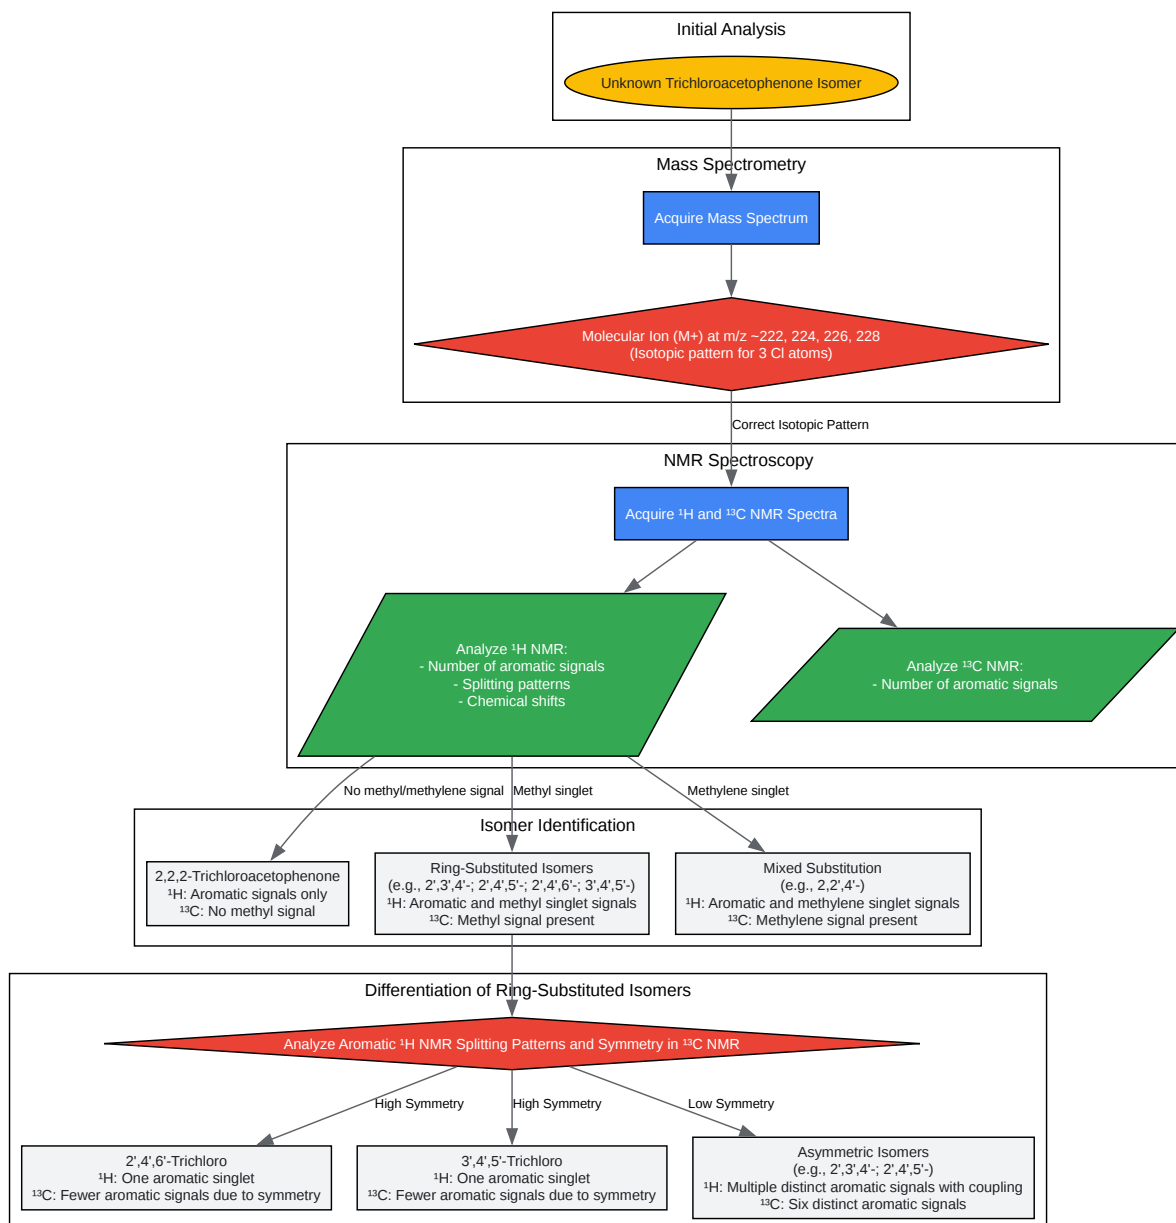 Initial Analysis
Unknown Trichloroacetophenone Isomer
Mass Spectrometry
Acquire Mass Spectrum
Molecular Ion (M+) at m/z ~222, 224, 226, 228
(Isotopic pattern for 3 Cl atoms)
Correct Isotopic Pattern
NMR Spectroscopy
Acquire ¹H and ¹³C NMR Spectra
Analyze ¹H NMR:
- Number of aromatic signals
- Splitting patterns
- Chemical shifts
Analyze ¹³C NMR:
- Number of aromatic signals
No methyl/methylene signal
Methyl singlet
Methylene singlet
Isomer Identification
2,2,2-Trichloroacetophenone
¹H: Aromatic signals only
¹³C: No methyl signal
Ring-Substituted Isomers
(e.g., 2',3',4'-; 2',4',5'-; 2',4',6'-; 3',4',5'-)
¹H: Aromatic and methyl singlet signals
¹³C: Methyl signal present
Mixed Substitution
(e.g., 2,2',4'-)
¹H: Aromatic and methylene singlet signals
¹³C: Methylene signal present
Differentiation of Ring-Substituted Isomers
Analyze Aromatic ¹H NMR Splitting Patterns and Symmetry in ¹³C NMR
High Symmetry
High Symmetry
Low Symmetry
2',4',6'-Trichloro
¹H: One aromatic singlet
¹³C: Fewer aromatic signals due to symmetry
3',4',5'-Trichloro
¹H: One aromatic singlet
¹³C: Fewer aromatic signals due to symmetry
Asymmetric Isomers
(e.g., 2',3',4'-; 2',4',5'-)
¹H: Multiple distinct aromatic signals with coupling
¹³C: Six distinct aromatic signals